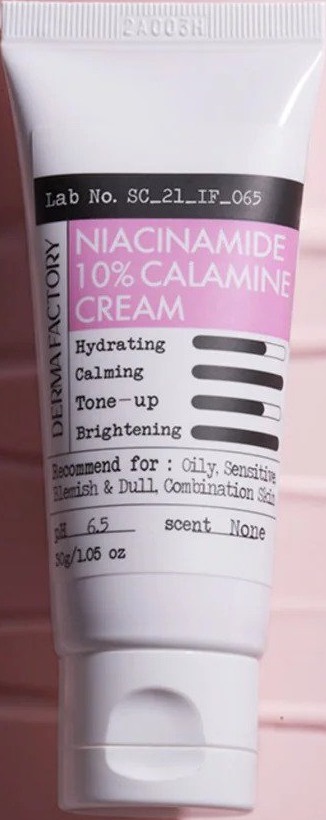 2A003H
Lab No. SC_21_IF_065
DERMA FACTORY
NIACINAMIDE
10% CALAMINE
CREAM
Hydrating
Calming
Tone-up
Brightening
Recommend for : Oily, Sensitive,
Blemish & Dull, Combination Skin
pH 6.5 scent None
30g/1.05 oz